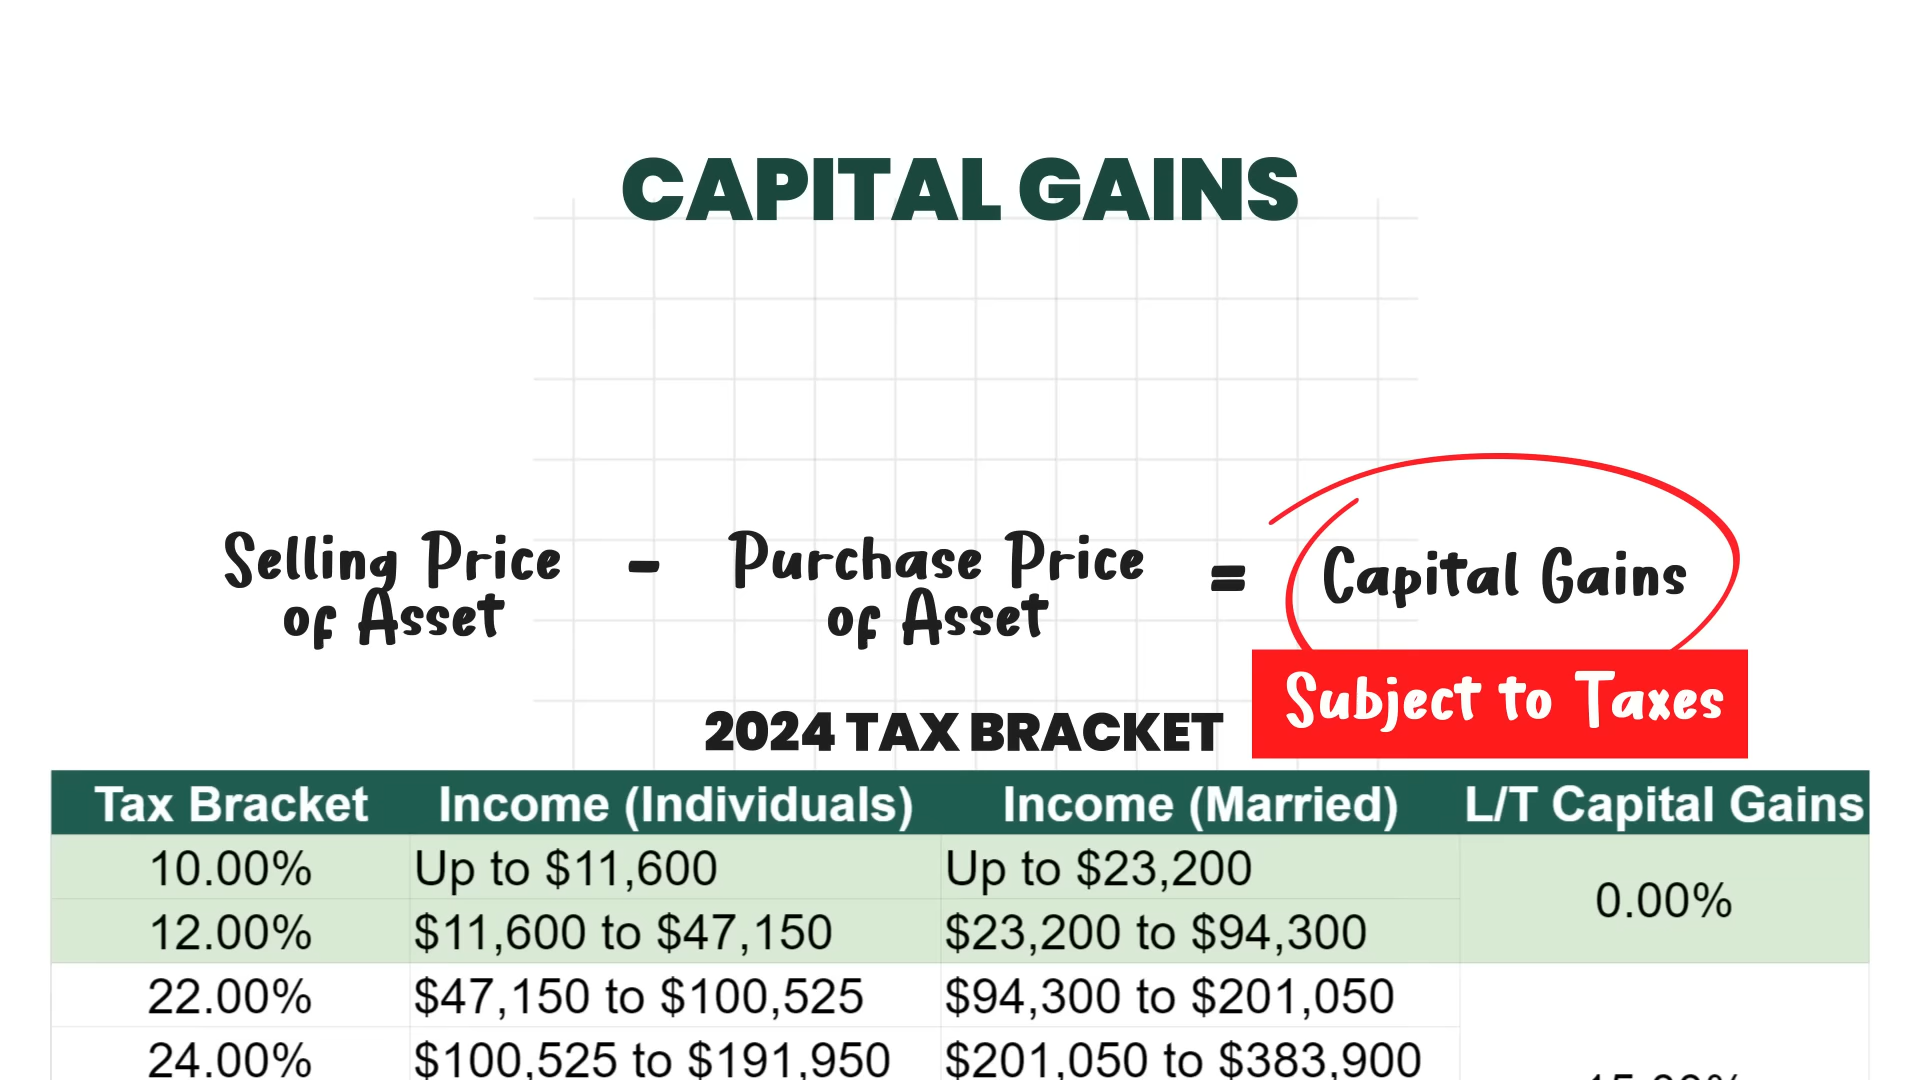 CAPITAL GAINS
Selling Price of Asset - Purchase Price of Asset = Capital Gains
Subject to Taxes
2024 TAX BRACKET
Tax Bracket Income (Individuals) Income (Married) L/T Capital Gains
10.00% Up to $11,600 Up to $23,200 0.00%
12.00% $11,600 to $47,150 $23,200 to $94,300
22.00% $47,150 to $100,525 $94,300 to $201,050
24.00% $100,525 to $191,950 $201,050 to $383,900